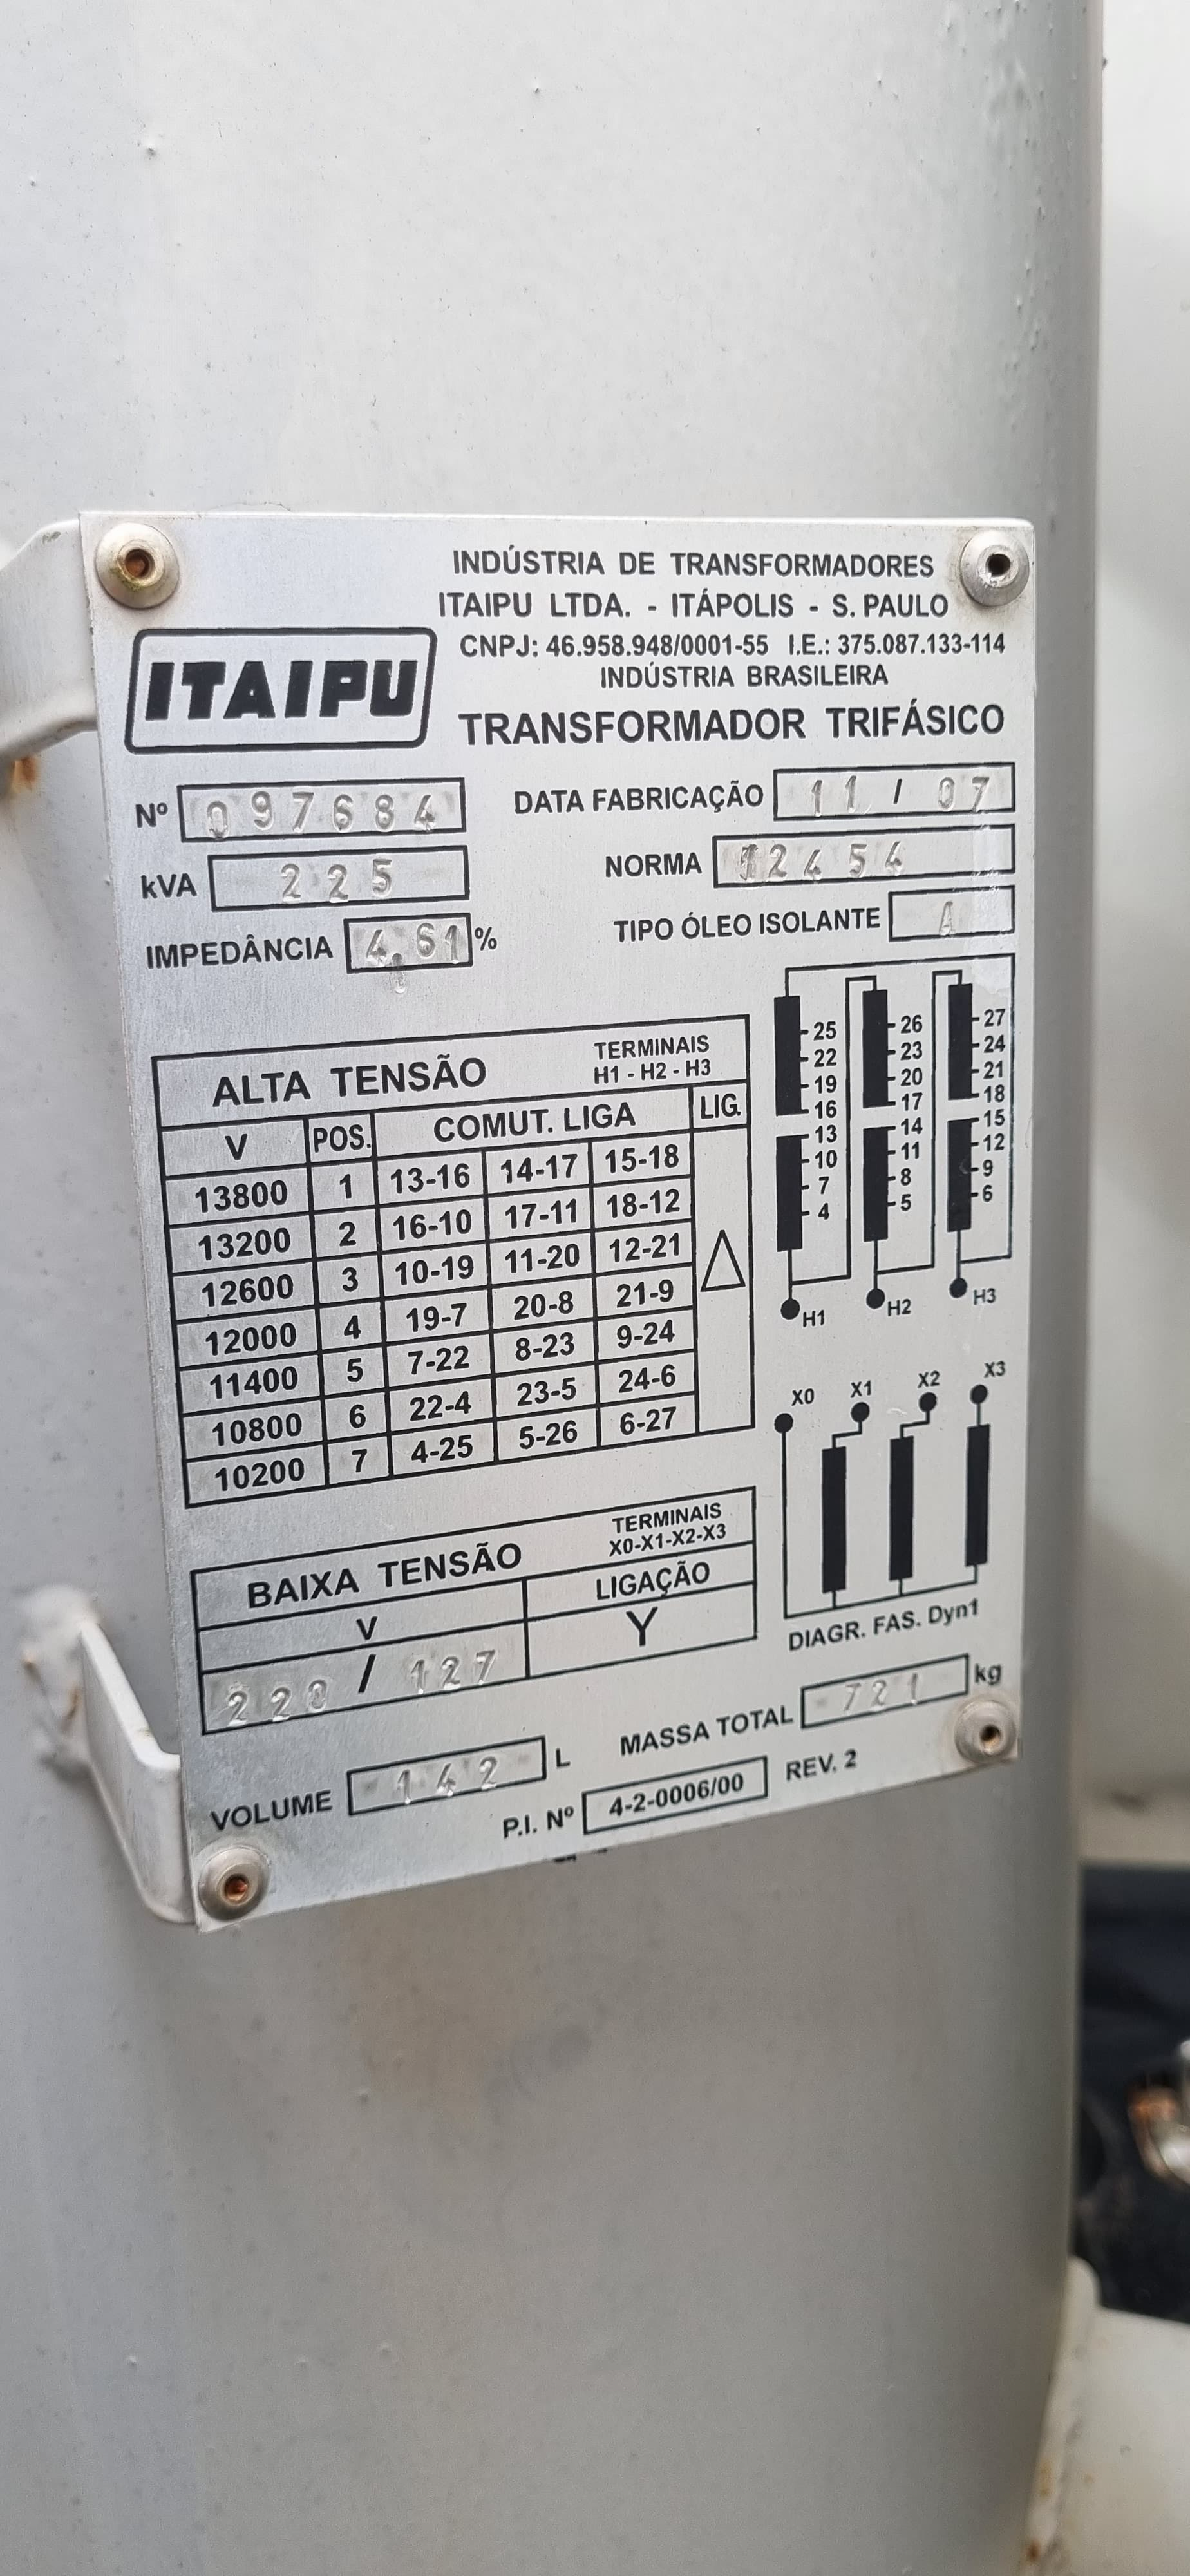 INDÚSTRIA DE TRANSFORMADORES
ITAIPU LTDA. - ITÁPOLIS - S. PAULO
CNPJ: 46.958.948/0001-55 I.E.: 375.087.133-114
INDÚSTRIA BRASILEIRA
ITAIPU
TRANSFORMADOR TRIFÁSICO
Nº 097684 DATA FABRICAÇÃO 11 / 07
kVA 225 NORMA 12454
IMPEDÂNCIA 4,61 % TIPO ÓLEO ISOLANTE A
ALTA TENSÃO TERMINAIS
H1 - H2 - H3
V POS. COMUT. LIGA LIG.
13800 1 13-16 14-17 15-18
13200 2 16-10 17-11 18-12
12600 3 10-19 11-20 12-21
12000 4 19-7 20-8 21-9
11400 5 7-22 8-23 9-24
10800 6 22-4 23-5 24-6
10200 7 4-25 5-26 6-27
Δ
25 26 27
22 23 24
19 20 21
16 17 18
13 14 15
10 11 12
7 8 9
4 5 6
H1 H2 H3
X0 X1 X2 X3
DIAGR. FAS. Dyn1
BAIXA TENSÃO TERMINAIS
X0-X1-X2-X3
V LIGAÇÃO
220 / 127 Y
VOLUME 142 L MASSA TOTAL 721 kg
P.I. Nº 4-2-0006/00 REV. 2